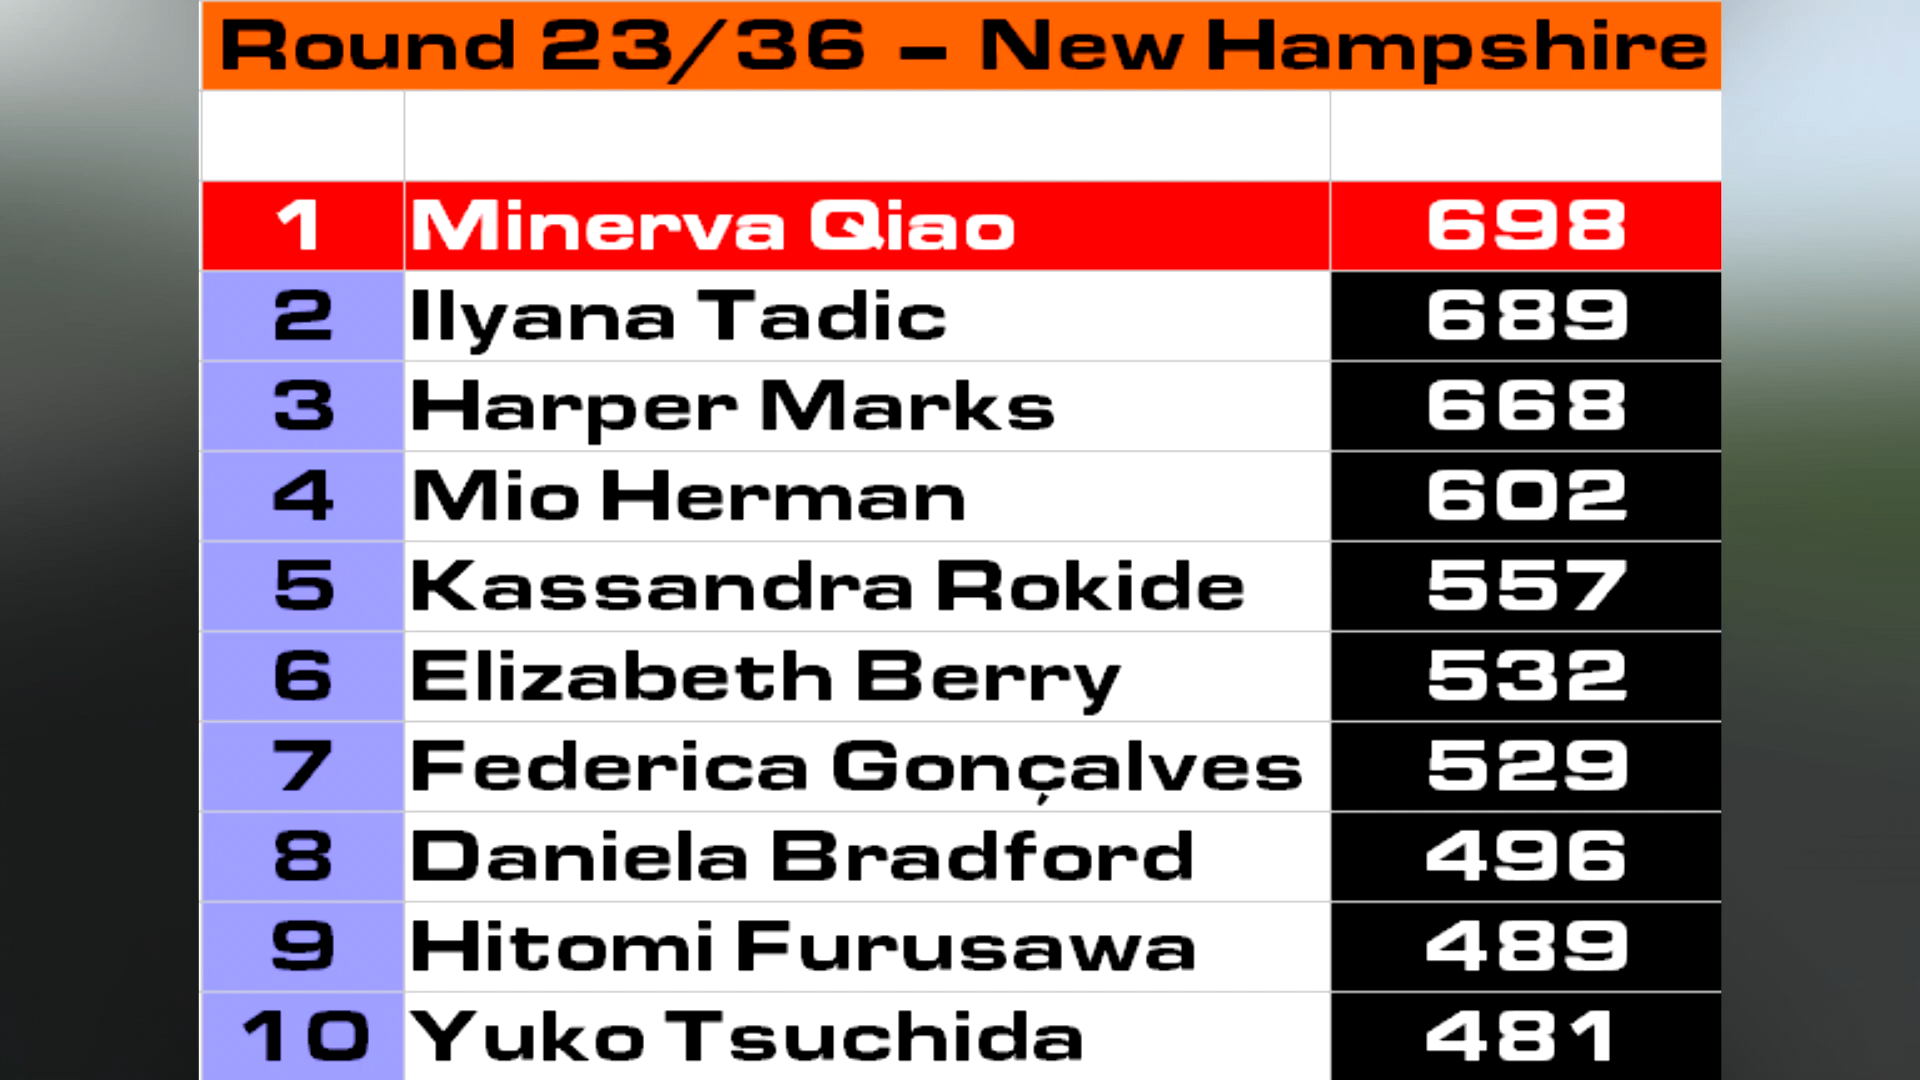 Round 23/36 – New Hampshire
1 Minerva Qiao 698
2 Ilyana Tadic 689
3 Harper Marks 668
4 Mio Herman 602
5 Kassandra Rokide 557
6 Elizabeth Berry 532
7 Federica Gonçalves 529
8 Daniela Bradford 496
9 Hitomi Furusawa 489
10 Yuko Tsuchida 481